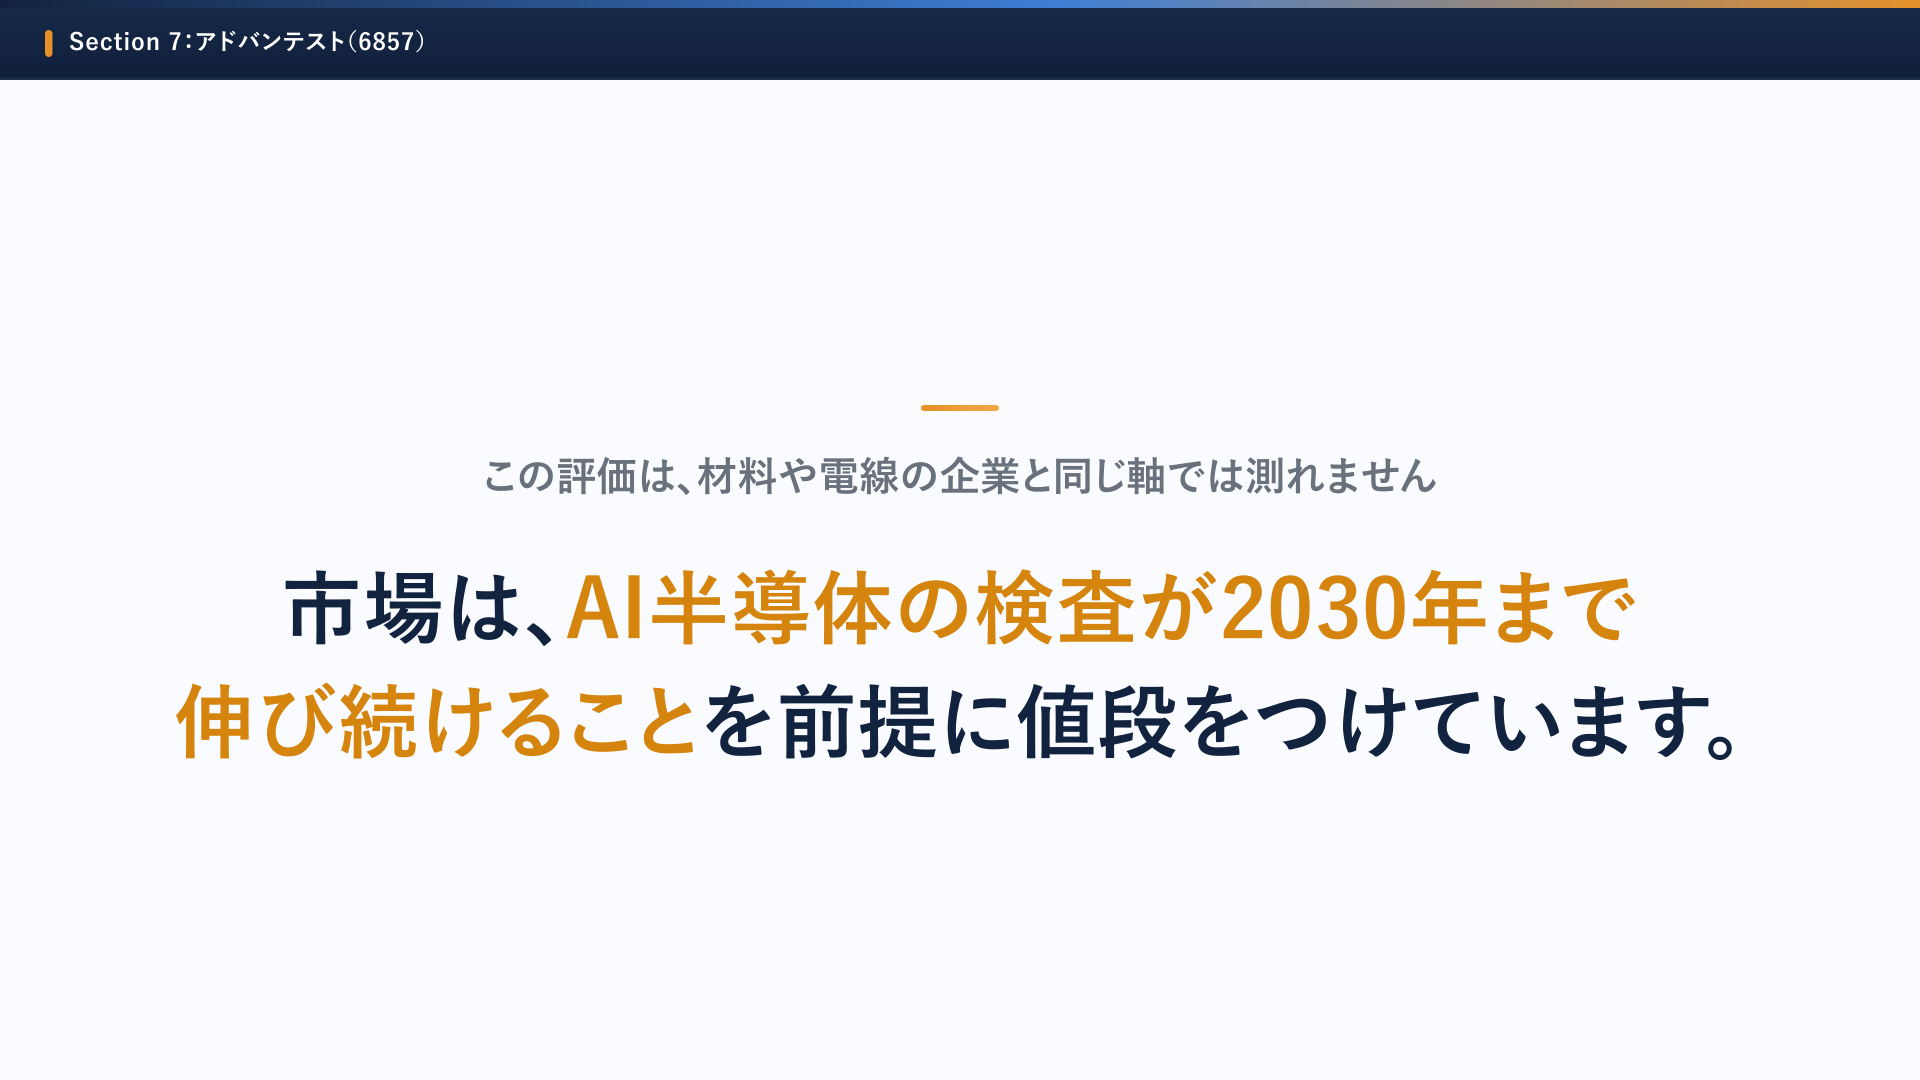 Section 7：アドバンテスト（6857）
この評価は、材料や電線の企業と同じ軸では測れません
市場は、AI半導体の検査が2030年まで
伸び続けることを前提に値段をつけています。